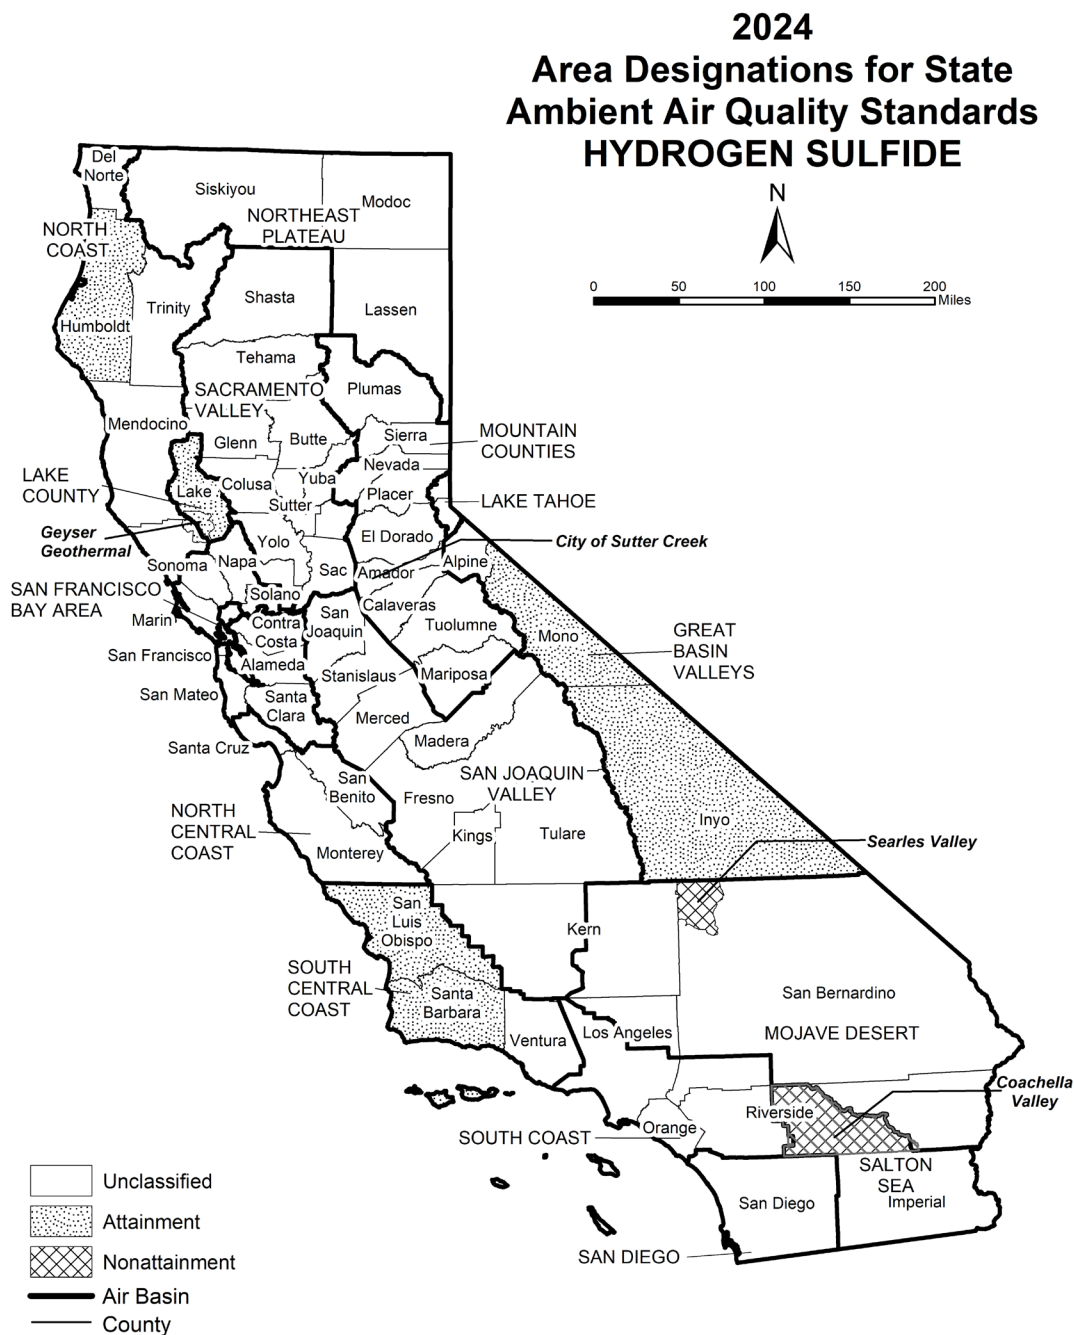 2024
Area Designations for State
Ambient Air Quality Standards
HYDROGEN SULFIDE
N
0 50 100 150 200
Miles
Del
Norte
Siskiyou
Modoc
NORTHEAST
PLATEAU
NORTH
COAST
Shasta
Trinity
Lassen
Humboldt
Tehama
Plumas
SACRAMENTO
VALLEY
Mendocino
Glenn
Butte
Sierra
MOUNTAIN
COUNTIES
Nevada
LAKE
COUNTY
Lake
Colusa
Yuba
Placer
Sutter
LAKE TAHOE
Geyser
Geothermal
Yolo
El Dorado
City of Sutter Creek
Sonoma
Napa
Sac
Amador
Alpine
SAN FRANCISCO
BAY AREA
Solano
Marin
Contra
Costa
San
Joaquin
Calaveras
Tuolumne
Mono
GREAT
BASIN
VALLEYS
San Francisco
Alameda
Stanislaus
Mariposa
San Mateo
Santa
Clara
Merced
Santa Cruz
Madera
San
Benito
Fresno
SAN JOAQUIN
VALLEY
NORTH
CENTRAL
COAST
Kings
Tulare
Inyo
Searles Valley
Monterey
San
Luis
Obispo
Kern
SOUTH
CENTRAL
COAST
Santa
Barbara
San Bernardino
Ventura
Los Angeles
MOJAVE DESERT
Coachella
Valley
Riverside
Orange
SOUTH COAST
SALTON
SEA
Imperial
San Diego
SAN DIEGO
Unclassified
Attainment
Nonattainment
Air Basin
County